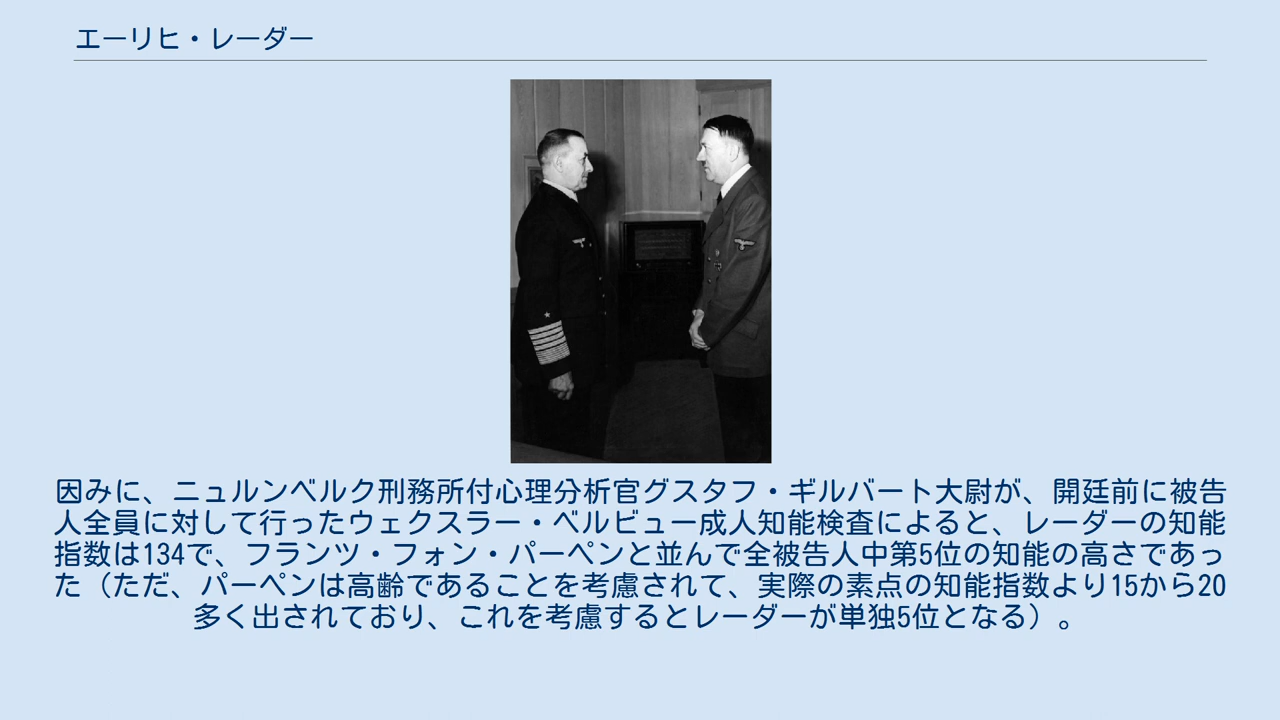 エーリヒ・レーダー
因みに、ニュルンベルク刑務所付心理分析官グスタフ・ギルバート大尉が、開廷前に被告
人全員に対して行ったウェクスラー・ベルビュー成人知能検査によると、レーダーの知能
指数は134で、フランツ・フォン・パーペンと並んで全被告人中第5位の知能の高さであっ
た（ただ、パーペンは高齢であることを考慮されて、実際の素点の知能指数より15から20
多く出されており、これを考慮するとレーダーが単独5位となる）。